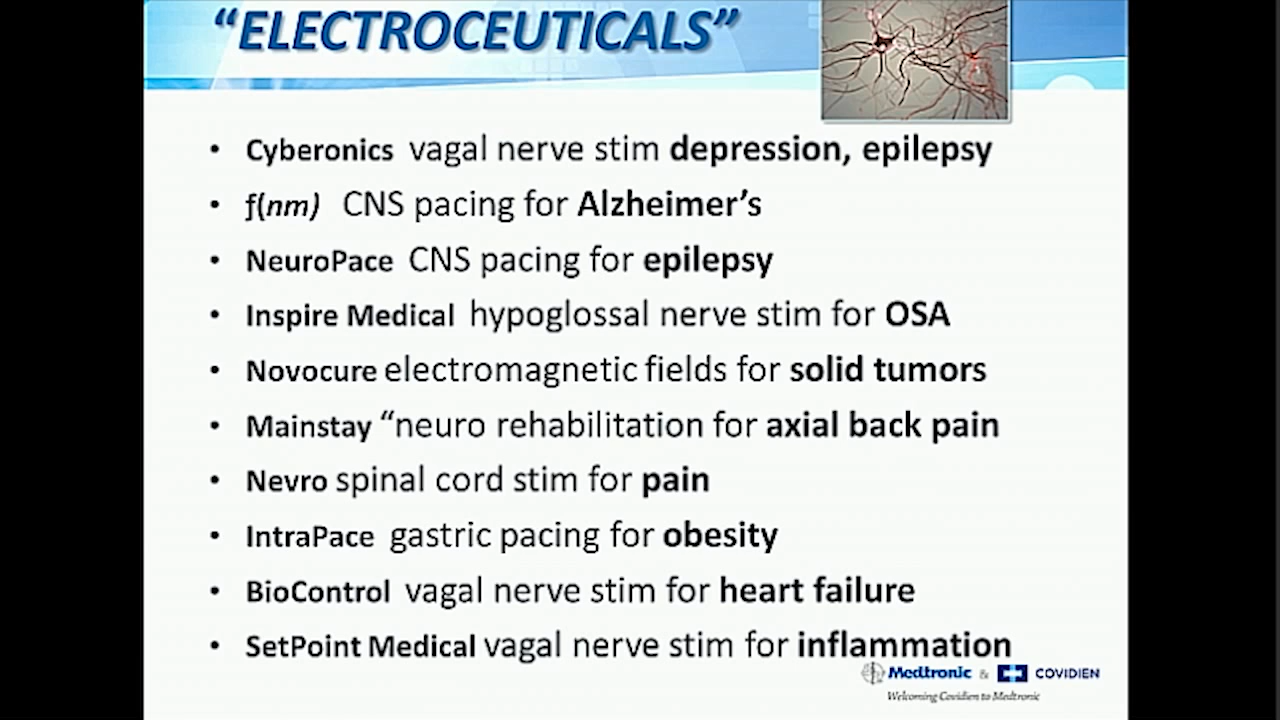 “ELECTROCEUTICALS”
• Cyberonics vagal nerve stim depression, epilepsy
• ƒ(nm) CNS pacing for Alzheimer’s
• NeuroPace CNS pacing for epilepsy
• Inspire Medical hypoglossal nerve stim for OSA
• Novocure electromagnetic fields for solid tumors
• Mainstay “neuro rehabilitation for axial back pain
• Nevro spinal cord stim for pain
• IntraPace gastric pacing for obesity
• BioControl vagal nerve stim for heart failure
• SetPoint Medical vagal nerve stim for inflammation
Medtronic & COVIDIEN
Welcoming Covidien to Medtronic